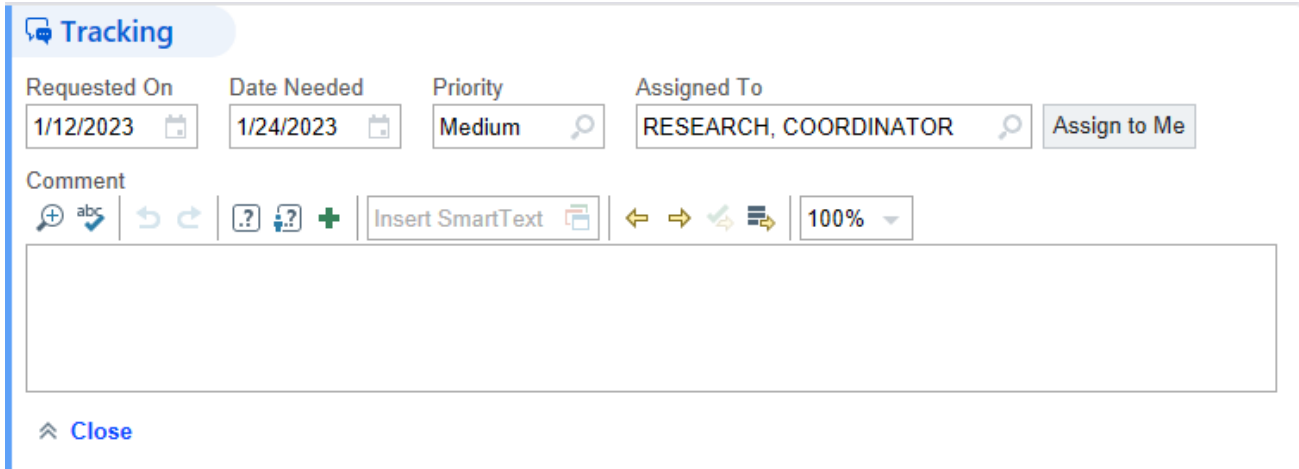 Tracking
Requested On Date Needed Priority Assigned To
1/12/2023 1/24/2023 Medium RESEARCH, COORDINATOR Assign to Me
Comment
abc .? .? Insert SmartText 100%
Close